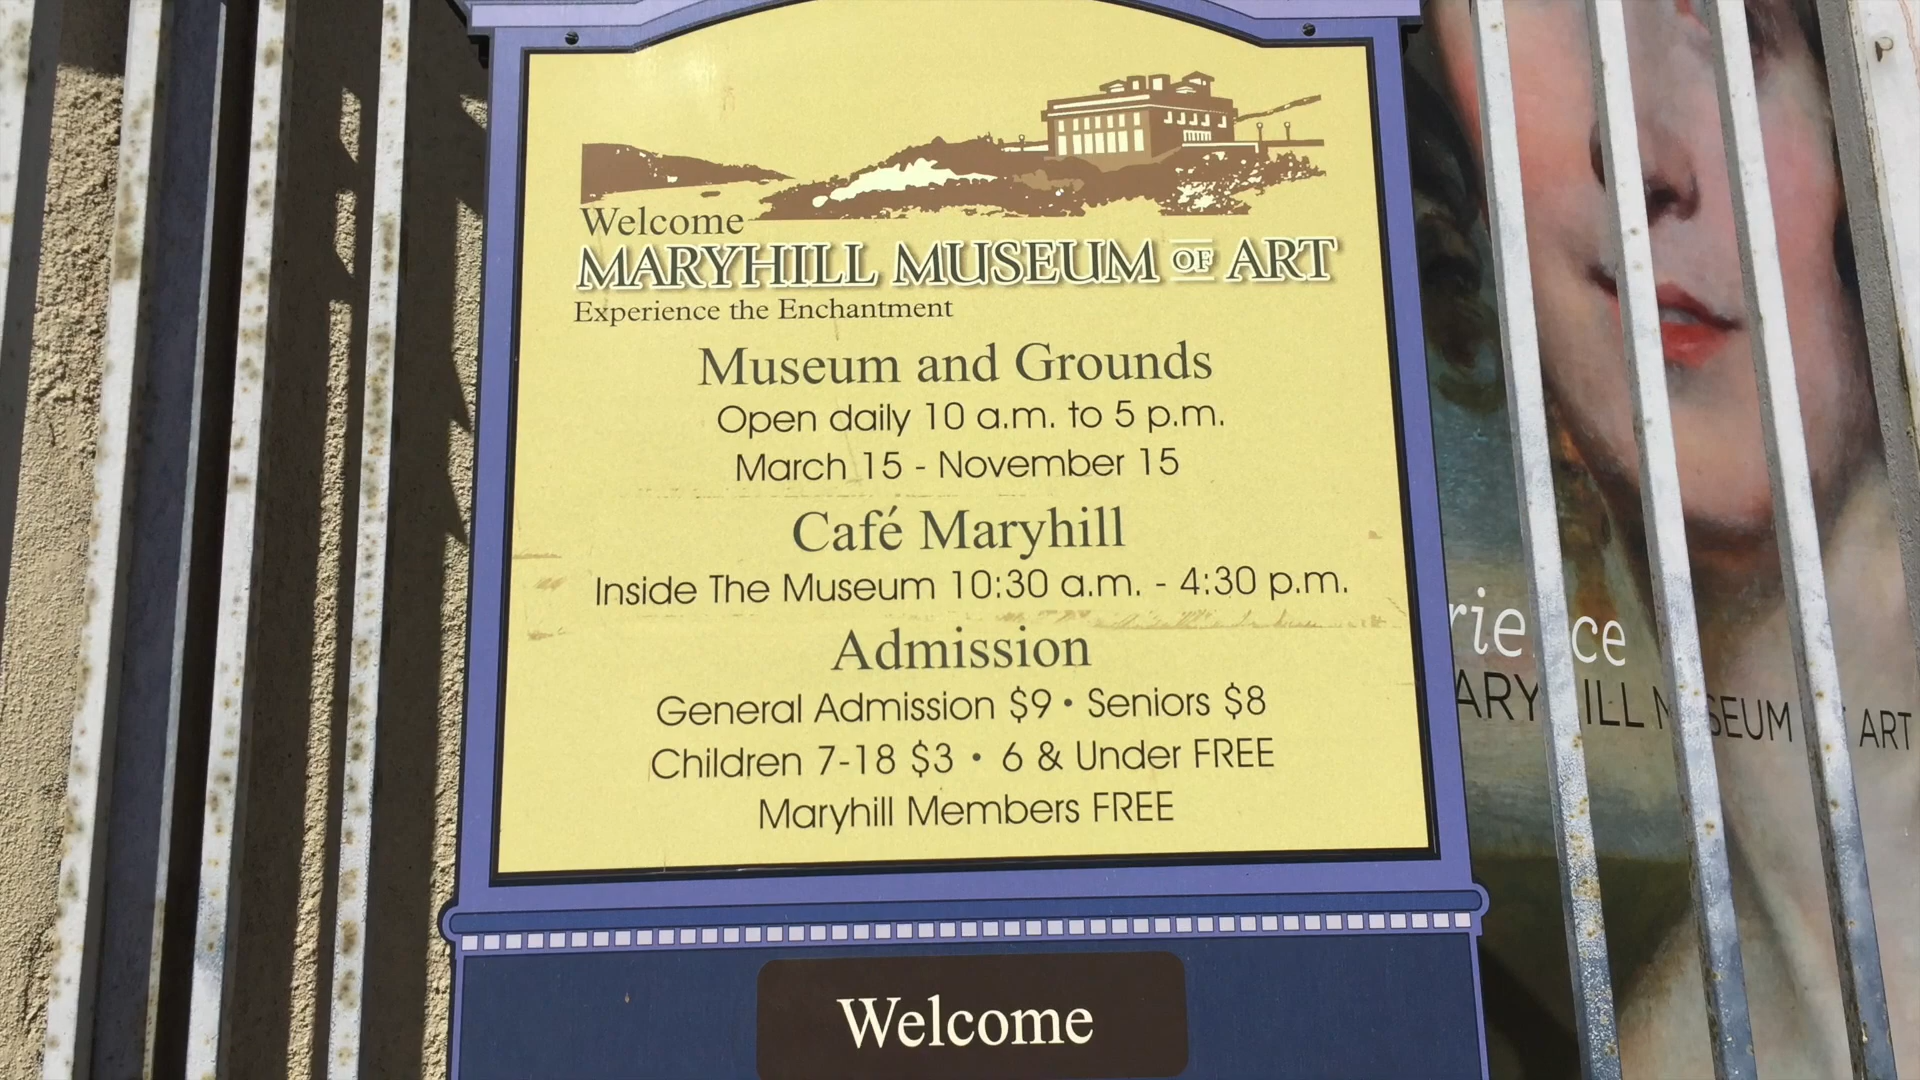 Welcome
MARYHILL MUSEUM OF ART
Experience the Enchantment
Museum and Grounds
Open daily 10 a.m. to 5 p.m.
March 15 - November 15
Café Maryhill
Inside The Museum 10:30 a.m. - 4:30 p.m.
Admission
General Admission $9 • Seniors $8
Children 7-18 $3 • 6 & Under FREE
Maryhill Members FREE
Welcome
ART